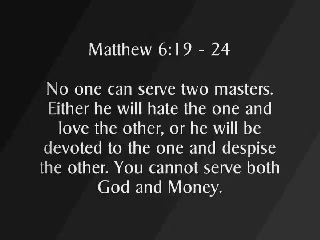 Matthew 6:19 - 24
No one can serve two masters.
Either he will hate the one and
love the other, or he will be
devoted to the one and despise
the other. You cannot serve both
God and Money.